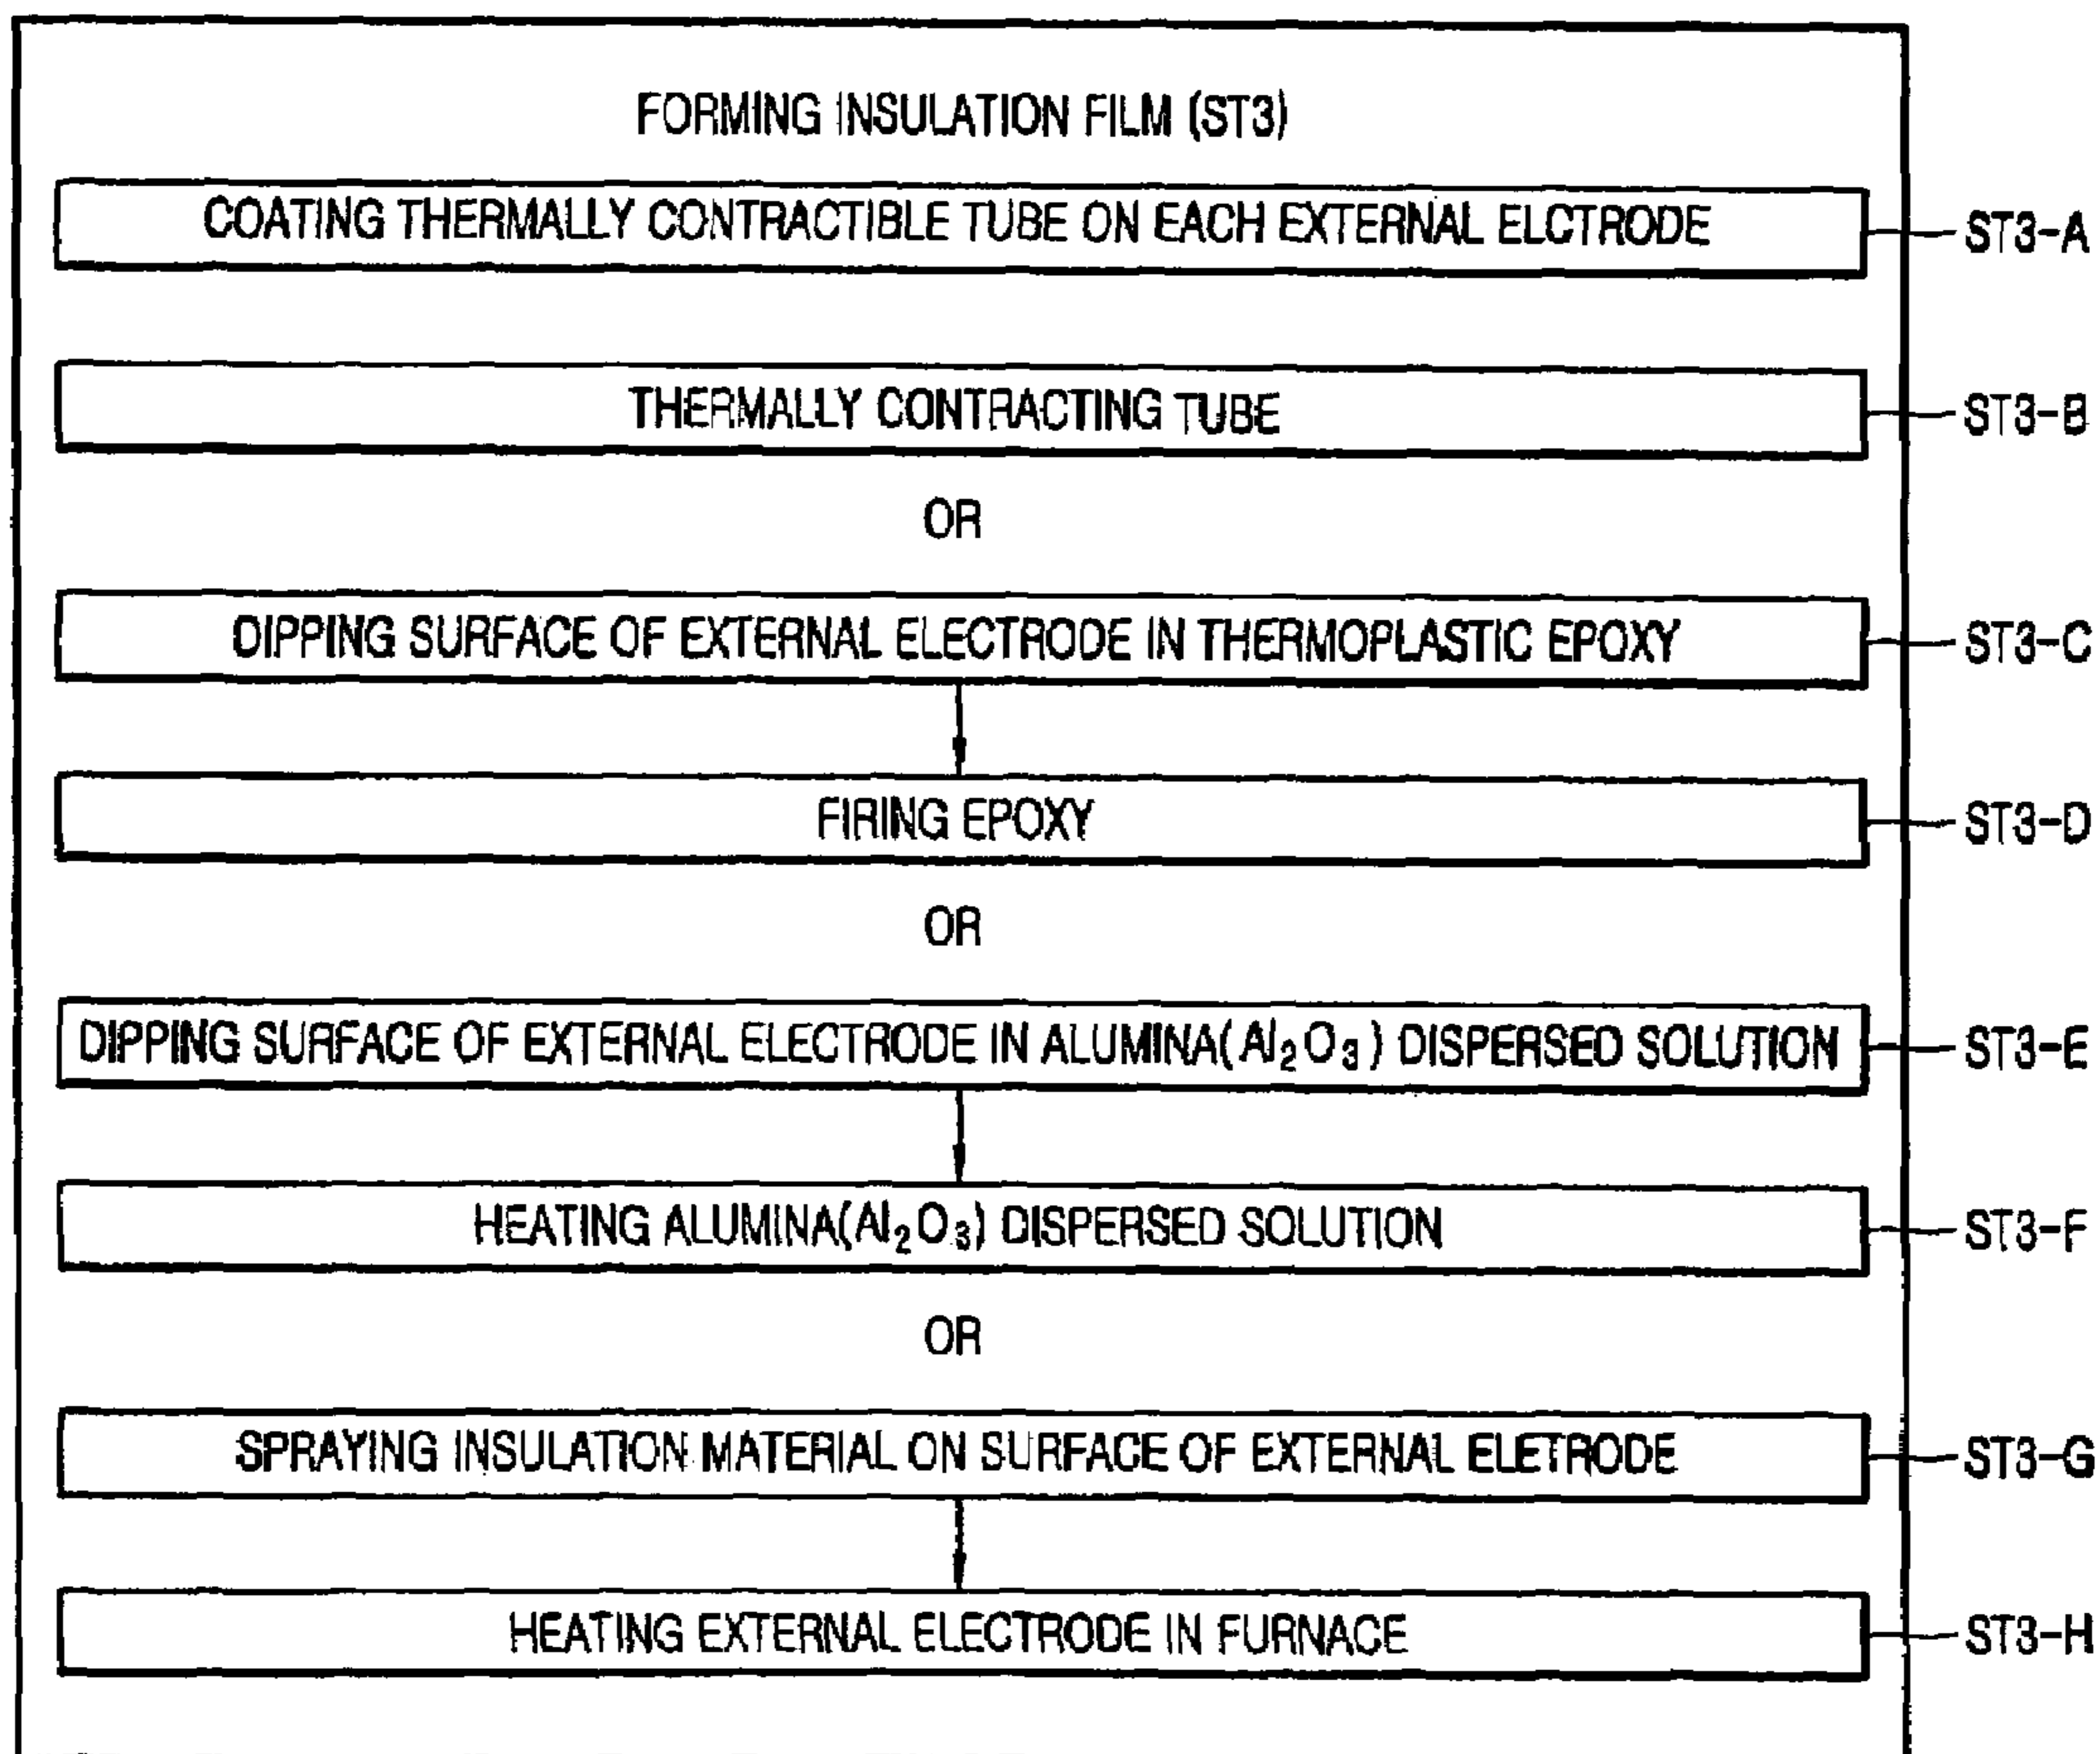 FORMING INSULATION FILM (ST3)
COATING THERMALLY CONTRACTIBLE TUBE ON EACH EXTERNAL ELCTRODE
ST3-A
THERMALLY CONTRACTING TUBE
ST3-B
OR
DIPPING SURFACE OF EXTERNAL ELECTRODE IN THERMOPLASTIC EPOXY
ST3-C
FIRING EPOXY
ST3-D
OR
DIPPING SURFACE OF EXTERNAL ELECTRODE IN ALUMINA(Al₂O₃) DISPERSED SOLUTION
ST3-E
HEATING ALUMINA(Al₂O₃) DISPERSED SOLUTION
ST3-F
OR
SPRAYING INSULATION MATERIAL ON SURFACE OF EXTERNAL ELETRODE
ST3-G
HEATING EXTERNAL ELECTRODE IN FURNACE
ST3-H